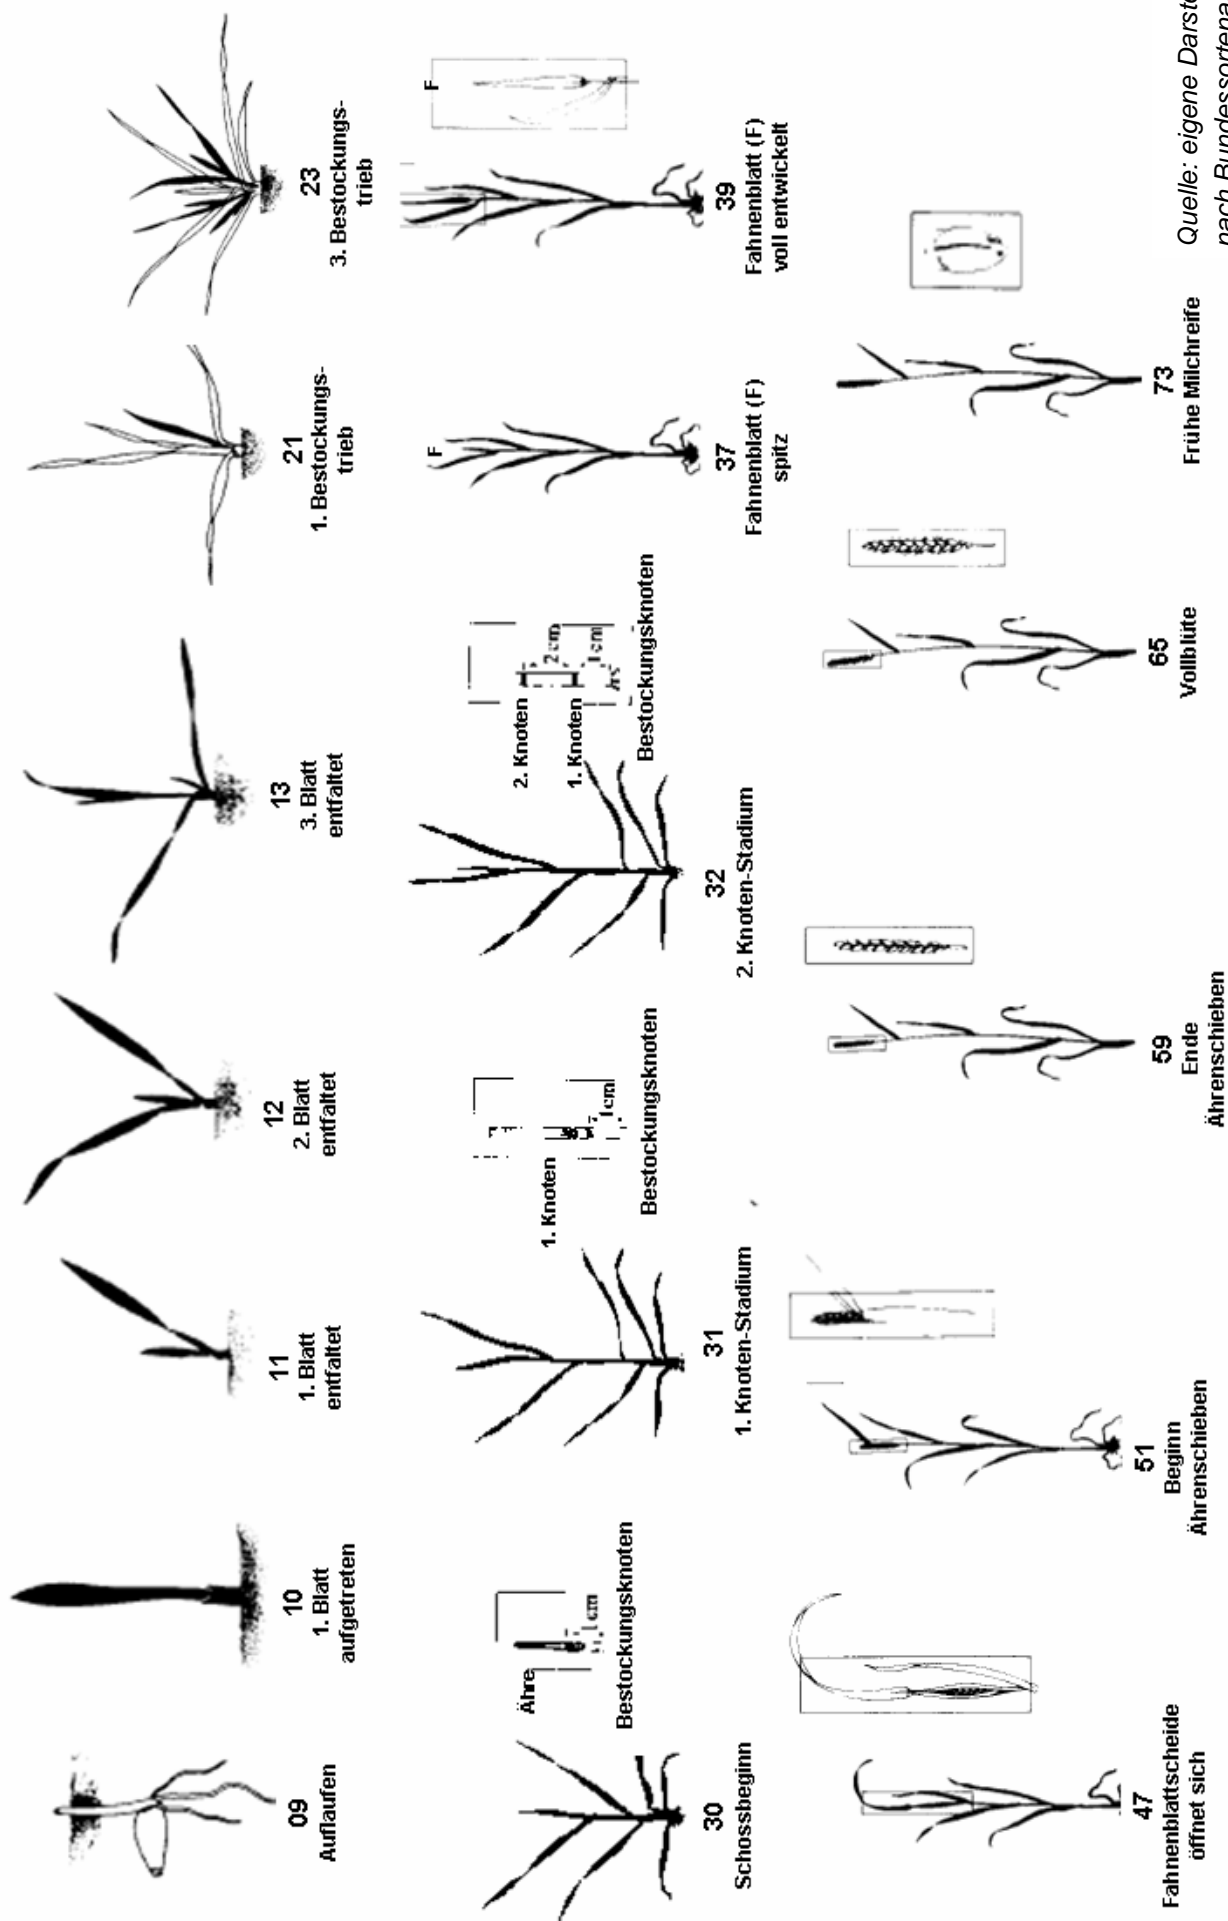 09
Auflaufen
10
1. Blatt
aufgetreten
11
1. Blatt
entfaltet
12
2. Blatt
entfaltet
13
3. Blatt
entfaltet
21
1. Bestockungs-
trieb
23
3. Bestockungs-
trieb
30
Schossbeginn
Ähre
1cm
Bestockungsknoten
31
1. Knoten-Stadium
1. Knoten
1cm
Bestockungsknoten
32
2. Knoten-Stadium
2. Knoten
1. Knoten
2cm
1cm
Bestockungsknoten
F
37
Fahnenblatt (F)
spitz
F
39
Fahnenblatt (F)
voll entwickelt
47
Fahnenblattscheide
öffnet sich
51
Beginn
Ährenschieben
59
Ende
Ährenschieben
65
Vollblüte
73
Frühe Milchreife
Quelle: eigene
nach